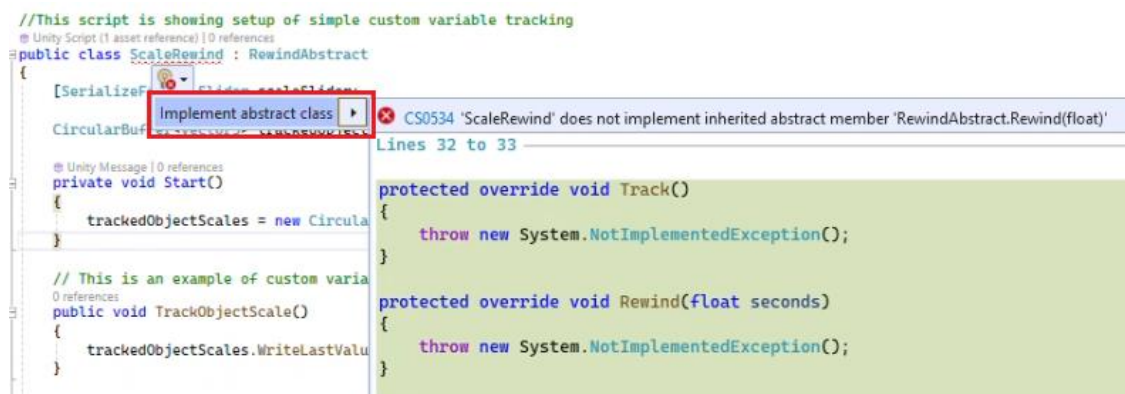 //This script is showing setup of simple custom variable tracking
Unity Script (1 asset reference) | 0 references
public class ScaleRewind : RewindAbstract
{
[SerializeF
Implement abstract class
CircularBuffer<Vector3> trackedObject
Unity Message | 0 references
private void Start()
{
trackedObjectScales = new Circula
}
// This is an example of custom varia
0 references
public void TrackObjectScale()
{
trackedObjectScales.WriteLastValu
}
CS0534 'ScaleRewind' does not implement inherited abstract member 'RewindAbstract.Rewind(float)'
Lines 32 to 33
protected override void Track()
{
throw new System.NotImplementedException();
}
protected override void Rewind(float seconds)
{
throw new System.NotImplementedException();
}